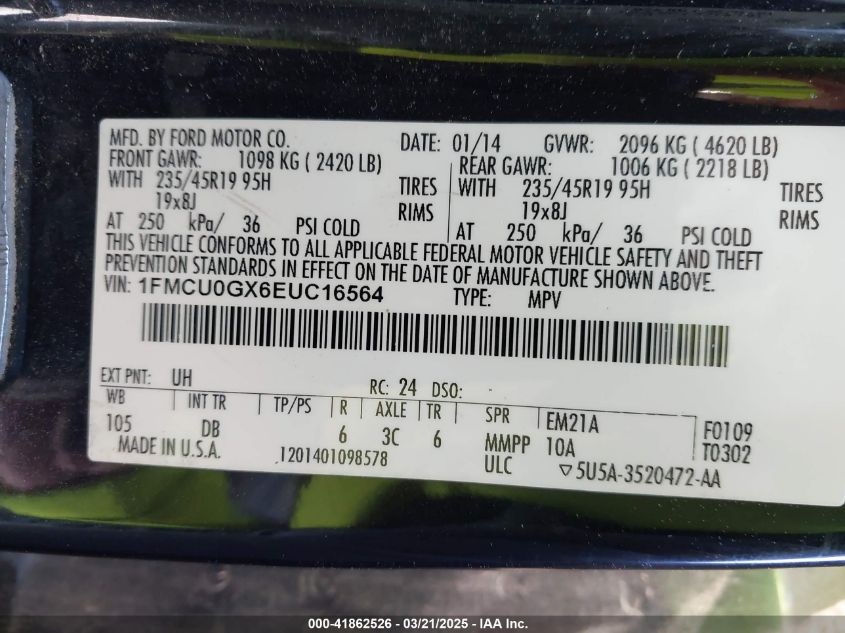 MFD. BY FORD MOTOR CO. DATE: 01/14 GVWR: 2096 KG ( 4620 LB)
FRONT GAWR: 1098 KG ( 2420 LB) REAR GAWR: 1006 KG ( 2218 LB)
WITH 235/45R19 95H TIRES WITH 235/45R19 95H TIRES
19x8J RIMS 19x8J RIMS
AT 250 kPa/ 36 PSI COLD AT 250 kPa/ 36 PSI COLD
THIS VEHICLE CONFORMS TO ALL APPLICABLE FEDERAL MOTOR VEHICLE SAFETY AND THEFT
PREVENTION STANDARDS IN EFFECT ON THE DATE OF MANUFACTURE SHOWN ABOVE.
VIN: 1FMCU0GX6EUC16564 TYPE: MPV
EXT PNT: UH RC: 24 DSO:
WB INT TR TP/PS R AXLE TR SPR EM21A F0109
105 DB 6 3C 6 MMPP 10A T0302
MADE IN U.S.A. 1201401098578 ULC ▽5U5A-3520472-AA
000-41862526 - 03/21/2025 - IAA Inc.